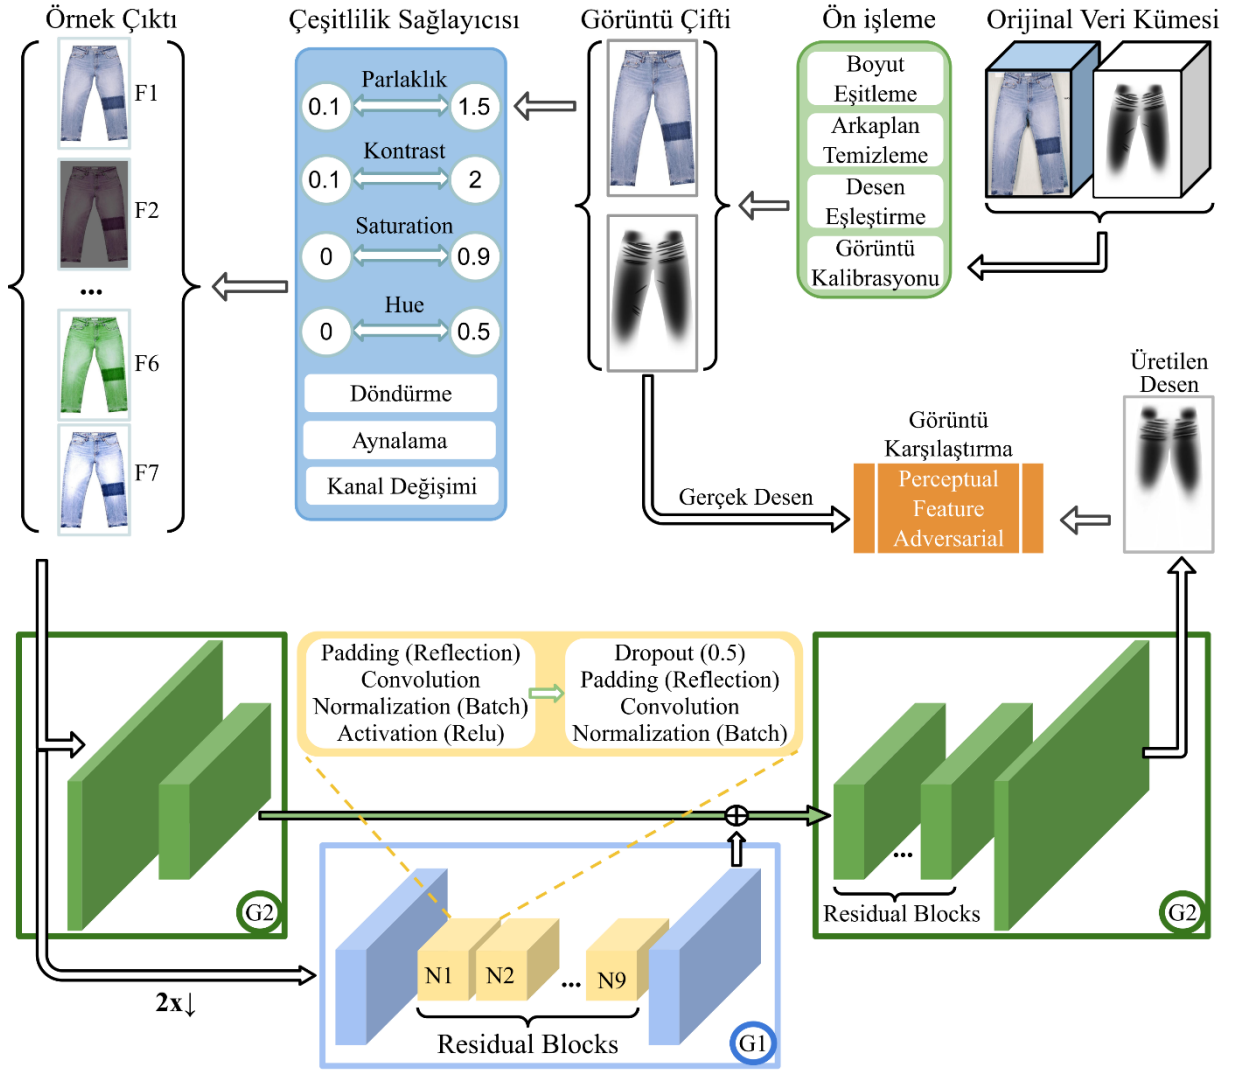 Örnek Çıktı
Çeşitlilik Sağlayıcısı
Görüntü Çifti
Ön işleme
Orijinal Veri Kümesi
F1
F2
...
F6
F7
Parlaklık
0.1
1.5
Kontrast
0.1
2
Saturation
0
0.9
Hue
0
0.5
Döndürme
Aynalama
Kanal Değişimi
Boyut
Eşitleme
Arkaplan
Temizleme
Desen
Eşleştirme
Görüntü
Kalibrasyonu
...
Üretilen
Desen
Görüntü
Karşılaştırma
Gerçek Desen
Perceptual
Feature
Adversarial
Padding (Reflection)
Convolution
Normalization (Batch)
Activation (Relu)
Dropout (0.5)
Padding (Reflection)
Convolution
Normalization (Batch)
G2
...
Residual Blocks
G2
2x↓
N1
N2
...
N9
Residual Blocks
G1